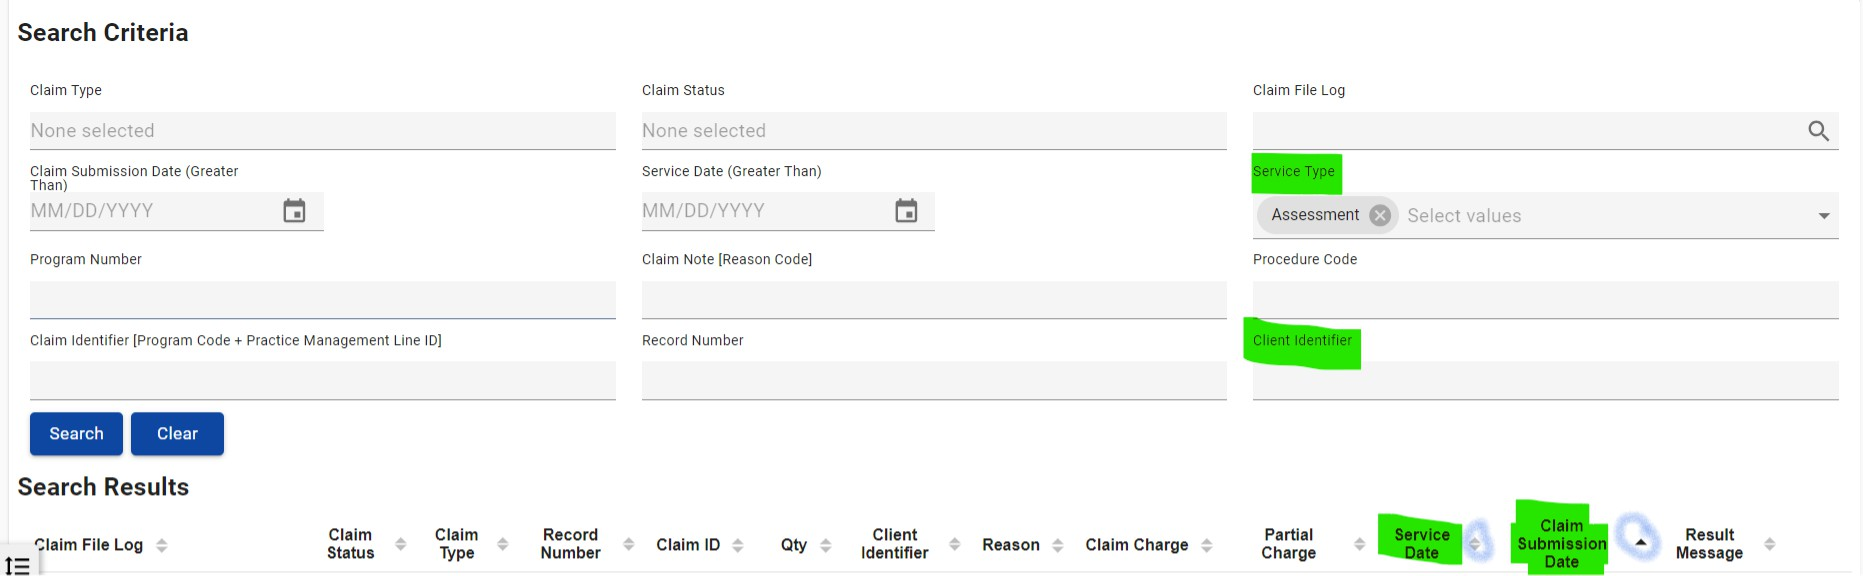 Search Criteria
Claim Type
Claim Status
Claim File Log
None selected
None selected
Claim Submission Date (Greater
Than)
Service Date (Greater Than)
Service Type
MM/DD/YYYY
MM/DD/YYYY
Assessment
Select values
Program Number
Claim Note [Reason Code]
Procedure Code
Claim Identifier [Program Code + Practice Management Line ID]
Record Number
Client Identifier
Search
Clear
Search Results
Claim File Log
Claim
Status
Claim
Type
Record
Number
Claim ID
Qty
Client
Identifier
Reason
Claim Charge
Partial
Charge
Service
Date
Claim
Submission
Date
Result
Message